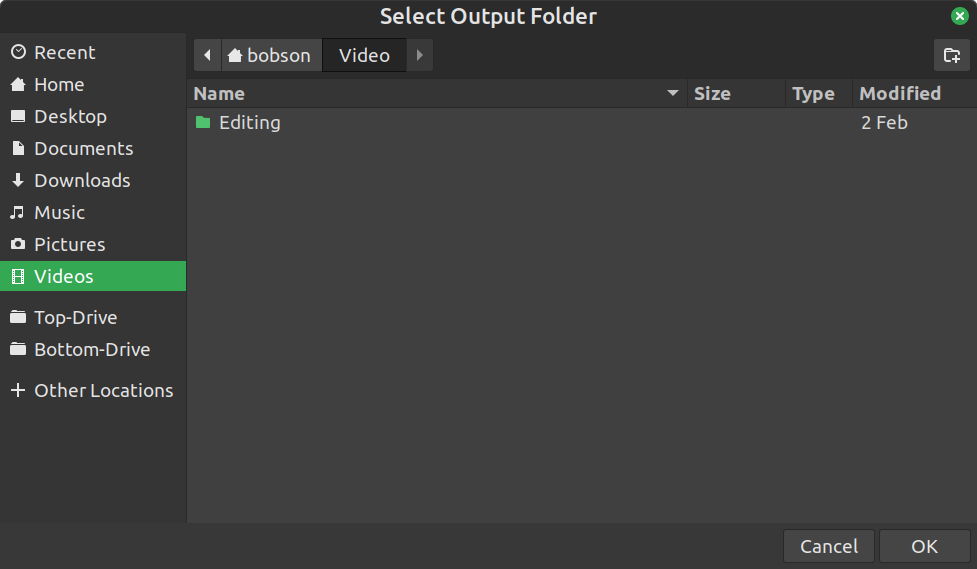 Select Output Folder
Recent
Home
Desktop
Documents
Downloads
Music
Pictures
Videos
Top-Drive
Bottom-Drive
Other Locations
bobson Video
Name Size Type Modified
Editing 2 Feb
Cancel OK